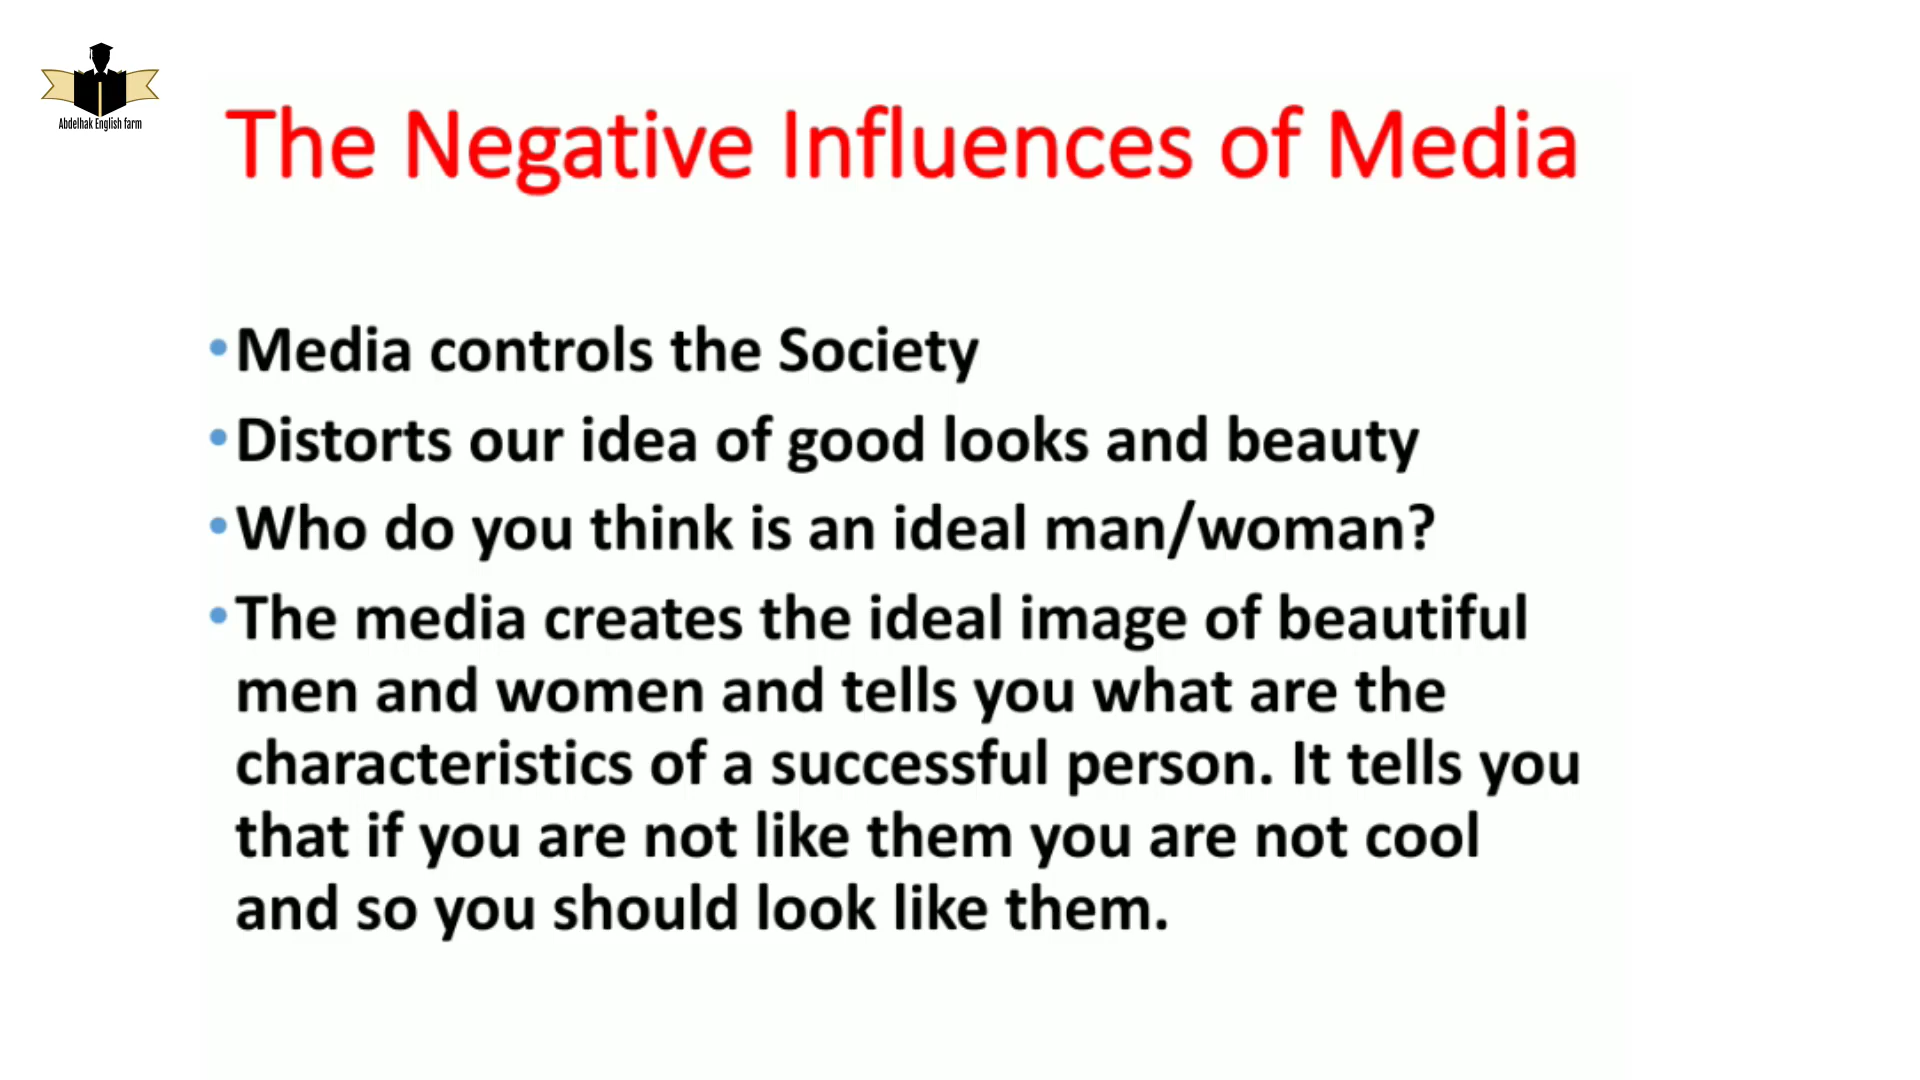 Abdelhak English farm
The Negative Influences of Media
• Media controls the Society
• Distorts our idea of good looks and beauty
• Who do you think is an ideal man/woman?
• The media creates the ideal image of beautiful
men and women and tells you what are the
characteristics of a successful person. It tells you
that if you are not like them you are not cool
and so you should look like them.